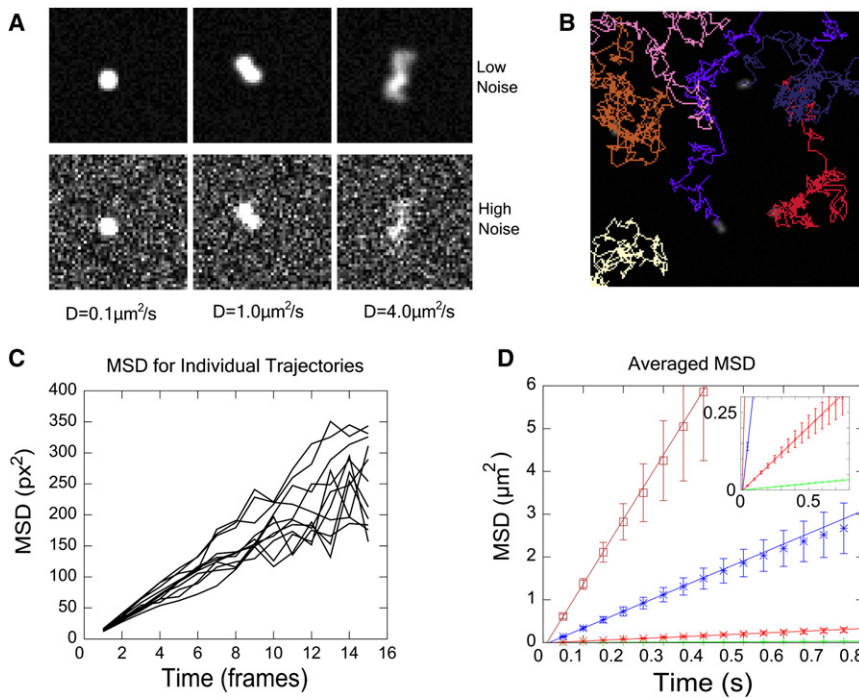 A
Low
Noise
High
Noise
D=0.1μm²/s D=1.0μm²/s D=4.0μm²/s
B
C
MSD for Individual Trajectories
MSD (px²)
400
350
300
250
200
150
100
50
0
0 2 4 6 8 10 12 14 16
Time (frames)
D
Averaged MSD
MSD (μm²)
6
5
4
3
2
1
0
0 0.1 0.2 0.3 0.4 0.5 0.6 0.7 0.8
Time (s)
0.25
0
0 0.5